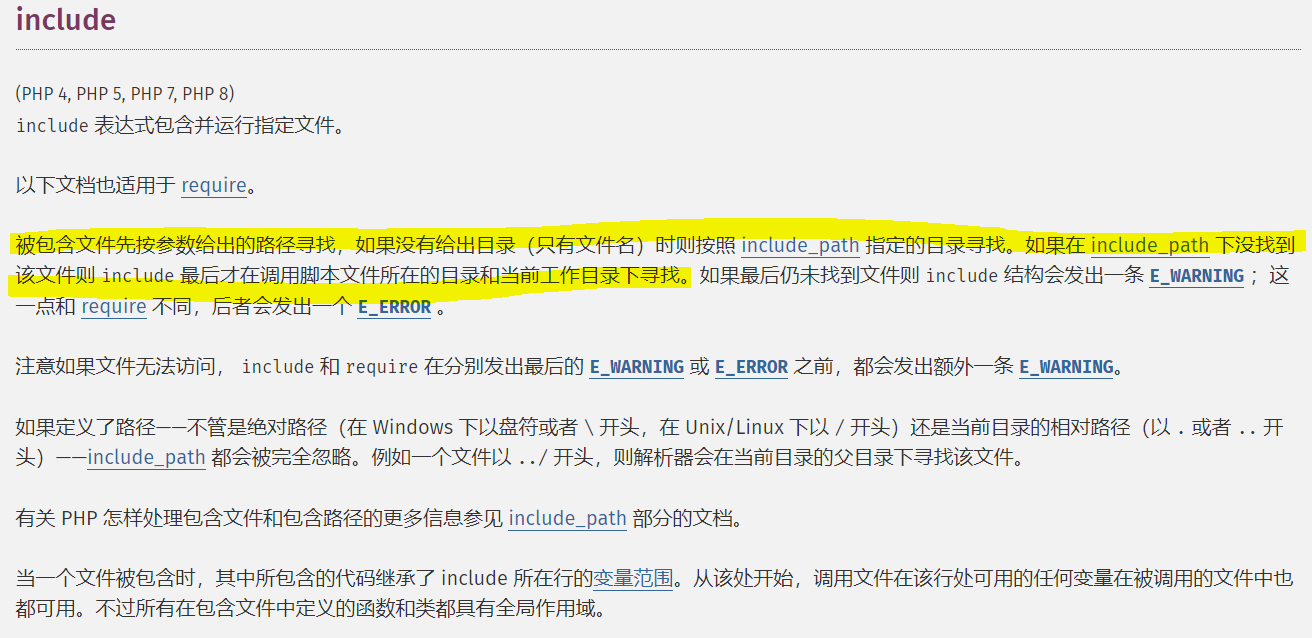 include
(PHP 4, PHP 5, PHP 7, PHP 8)
include 表达式包含并运行指定文件。
以下文档也适用于 require。
被包含文件先按参数给出的路径寻找，如果没有给出目录（只有文件名）时则按照 include_path 指定的目录寻找。如果在 include_path 下没找到
该文件则 include 最后才在调用脚本文件所在的目录和当前工作目录下寻找。如果最后仍未找到文件则 include 结构会发出一条 E_WARNING ；这
一点和 require 不同，后者会发出一个 E_ERROR 。
注意如果文件无法访问， include 和 require 在分别发出最后的 E_WARNING 或 E_ERROR 之前，都会发出额外一条 E_WARNING。
如果定义了路径——不管是绝对路径（在 Windows 下以盘符或者 \ 开头，在 Unix/Linux 下以 / 开头）还是当前目录的相对路径（以 . 或者 .. 开
头）——include_path 都会被完全忽略。例如一个文件以 ../ 开头，则解析器会在当前目录的父目录下寻找该文件。
有关 PHP 怎样处理包含文件和包含路径的更多信息参见 include_path 部分的文档。
当一个文件被包含时，其中所包含的代码继承了 include 所在行的变量范围。从该处开始，调用文件在该行处可用的任何变量在被调用的文件中也
都可用。不过所有在包含文件中定义的函数和类都具有全局作用域。